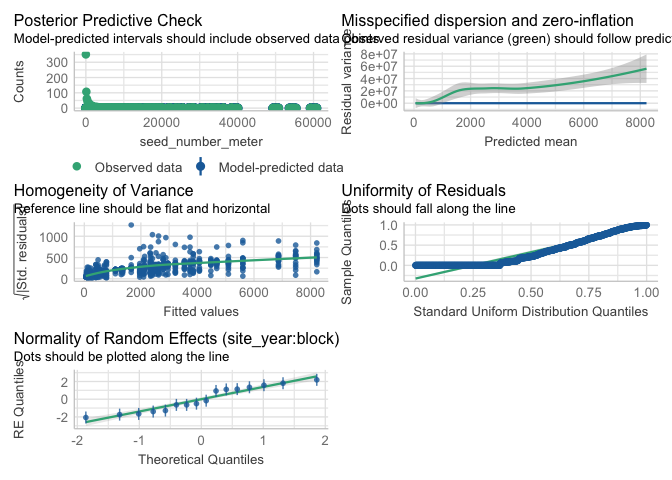 Posterior Predictive Check
Model-predicted intervals should include observed data points
Counts
300
200
100
0
0
20000
40000
60000
seed_number_meter
Observed data
Model-predicted data
Misspecified dispersion and zero-inflation
Observed residual variance (green) should follow predic
Residual variance
8e+07
6e+07
4e+07
2e+07
0e+00
0
2000
4000
6000
8000
Predicted mean
Homogeneity of Variance
Reference line should be flat and horizontal
√|Std. residuals|
1000
500
0
0
2000
4000
6000
8000
Fitted values
Uniformity of Residuals
Dots should fall along the line
Sample Quantiles
1.0
0.5
0.0
0.00
0.25
0.50
0.75
1.00
Standard Uniform Distribution Quantiles
Normality of Random Effects (site_year:block)
Dots should be plotted along the line
RE Quantiles
2
0
-2
-2
-1
0
1
2
Theoretical Quantiles